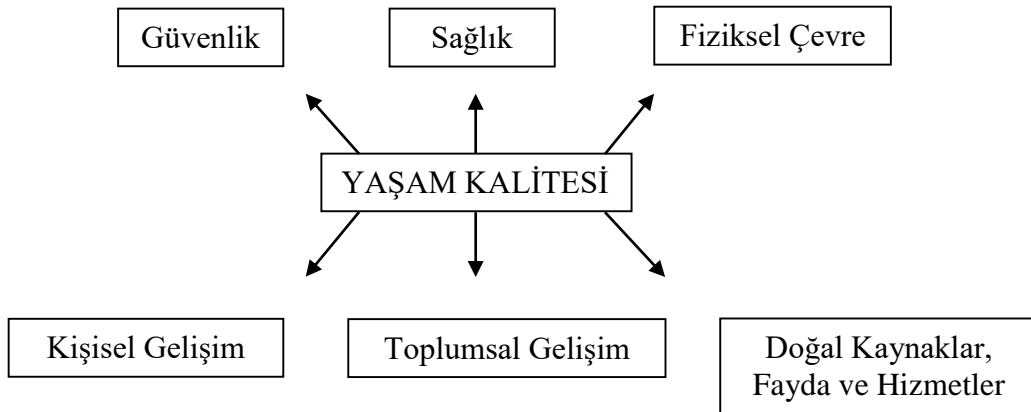 Güvenlik
Sağlık
Fiziksel Çevre
YAŞAM KALİTESİ
Kişisel Gelişim
Toplumsal Gelişim
Doğal Kaynaklar,
Fayda ve Hizmetler